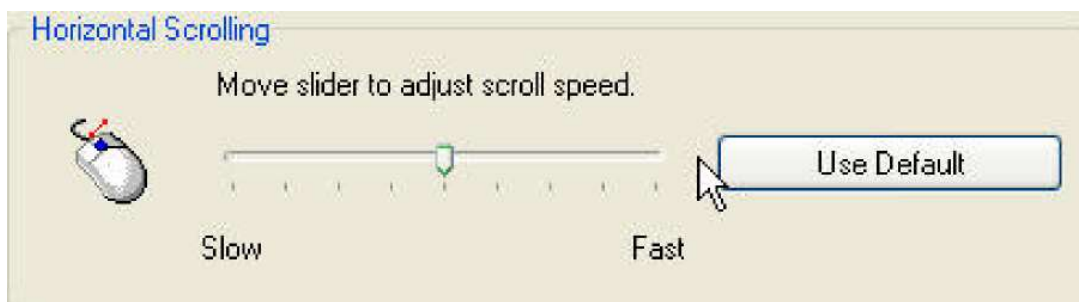 Horizontal Scrolling
Move slider to adjust scroll speed.
Use Default
Slow Fast